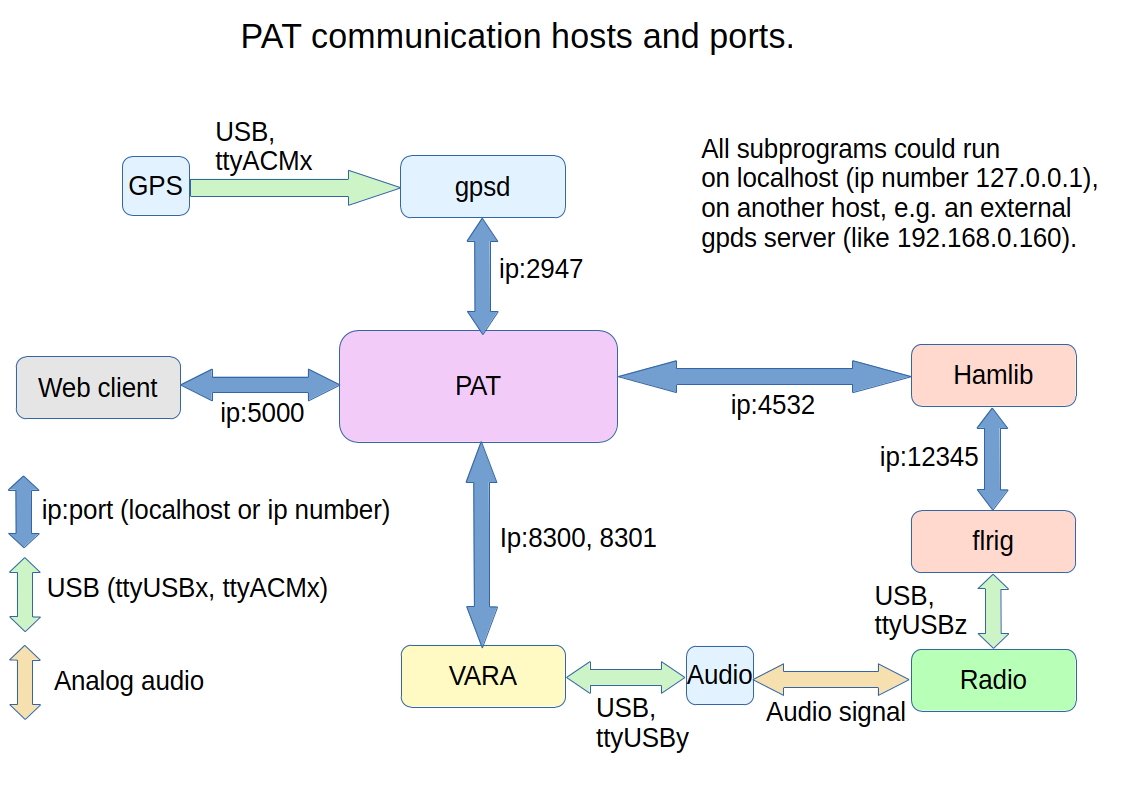 PAT communication hosts and ports.
USB,
ttyACMx
GPS
gpsd
All subprograms could run
on localhost (ip number 127.0.0.1),
on another host, e.g. an external
gpds server (like 192.168.0.160).
ip:2947
Web client
ip:5000
PAT
ip:4532
Hamlib
ip:12345
ip:port (localhost or ip number)
Ip:8300, 8301
flrig
USB (ttyUSBx, ttyACMx)
USB,
ttyUSBz
Analog audio
VARA
USB,
ttyUSBy
Audio
Audio signal
Radio